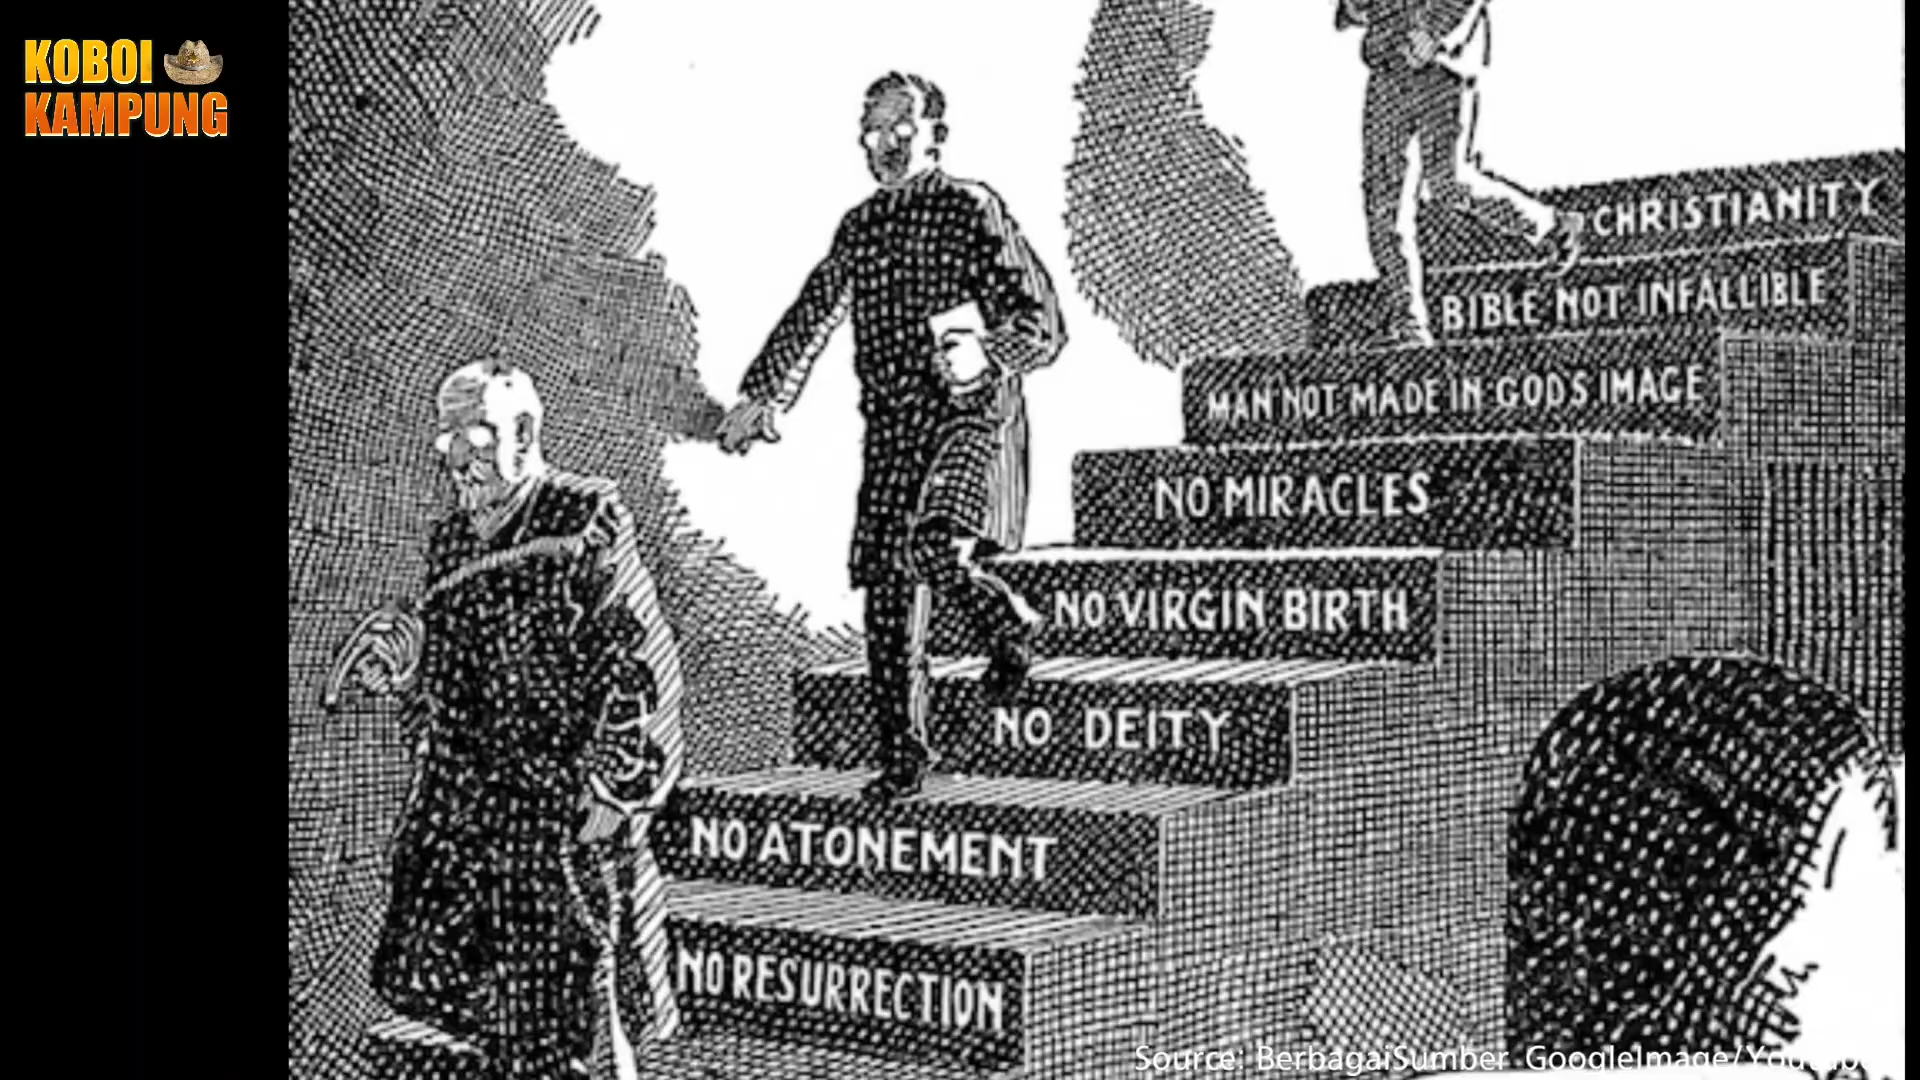 KOBOI
KAMPUNG
CHRISTIANITY
BIBLE NOT INFALLIBLE
MAN NOT MADE IN GODS IMAGE
NO MIRACLES
NO VIRGIN BIRTH
NO DEITY
NO ATONEMENT
NO RESURRECTION
Source: BerbagaiSumber GoogleImage/